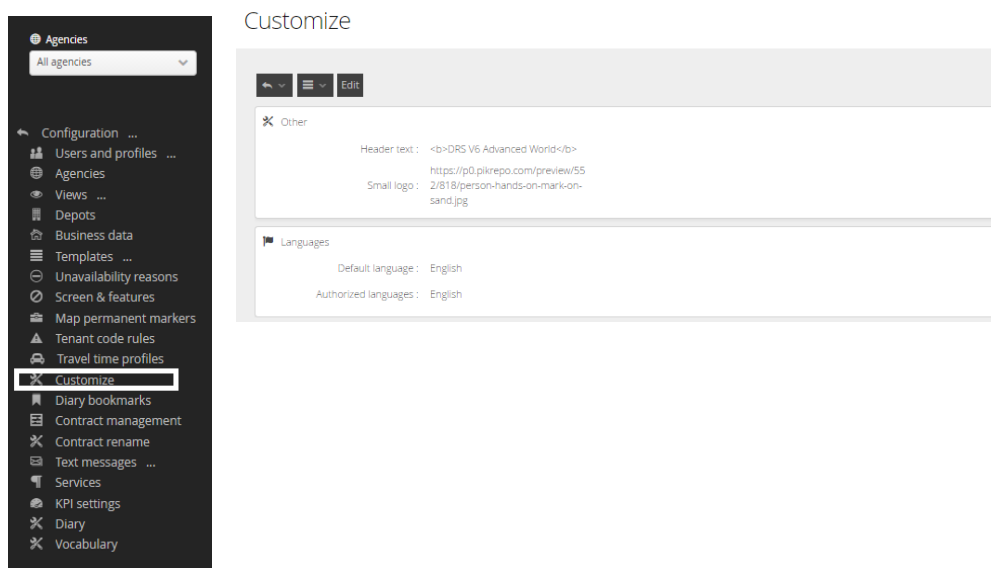 Agencies
All agencies
Configuration ...
Users and profiles ...
Agencies
Views ...
Depots
Business data
Templates ...
Unavailability reasons
Screen & features
Map permanent markers
Tenant code rules
Travel time profiles
Customize
Diary bookmarks
Contract management
Contract rename
Text messages ...
Services
KPI settings
Diary
Vocabulary
Customize
Edit
Other
Header text : <b>DRS V6 Advanced World</b>
Small logo : https://p0.pikrepo.com/preview/55
2/818/person-hands-on-mark-on-
sand.jpg
Languages
Default language : English
Authorized languages : English